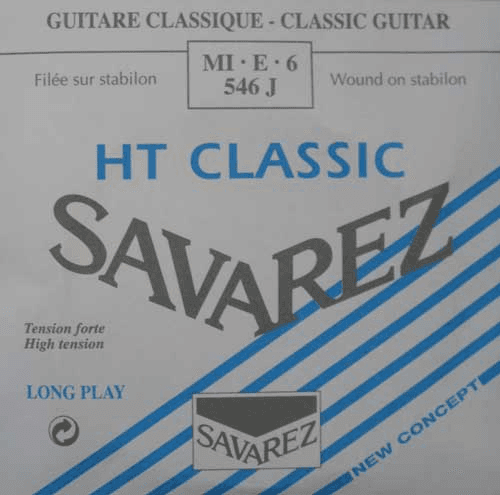 GUITARE CLASSIQUE - CLASSIC GUITAR
MI · E · 6
546 J
Filée sur stabilon
Wound on stabilon
HT CLASSIC
SAVAREZ
Tension forte
High tension
LONG PLAY
SAVAREZ
NEW CONCEPT